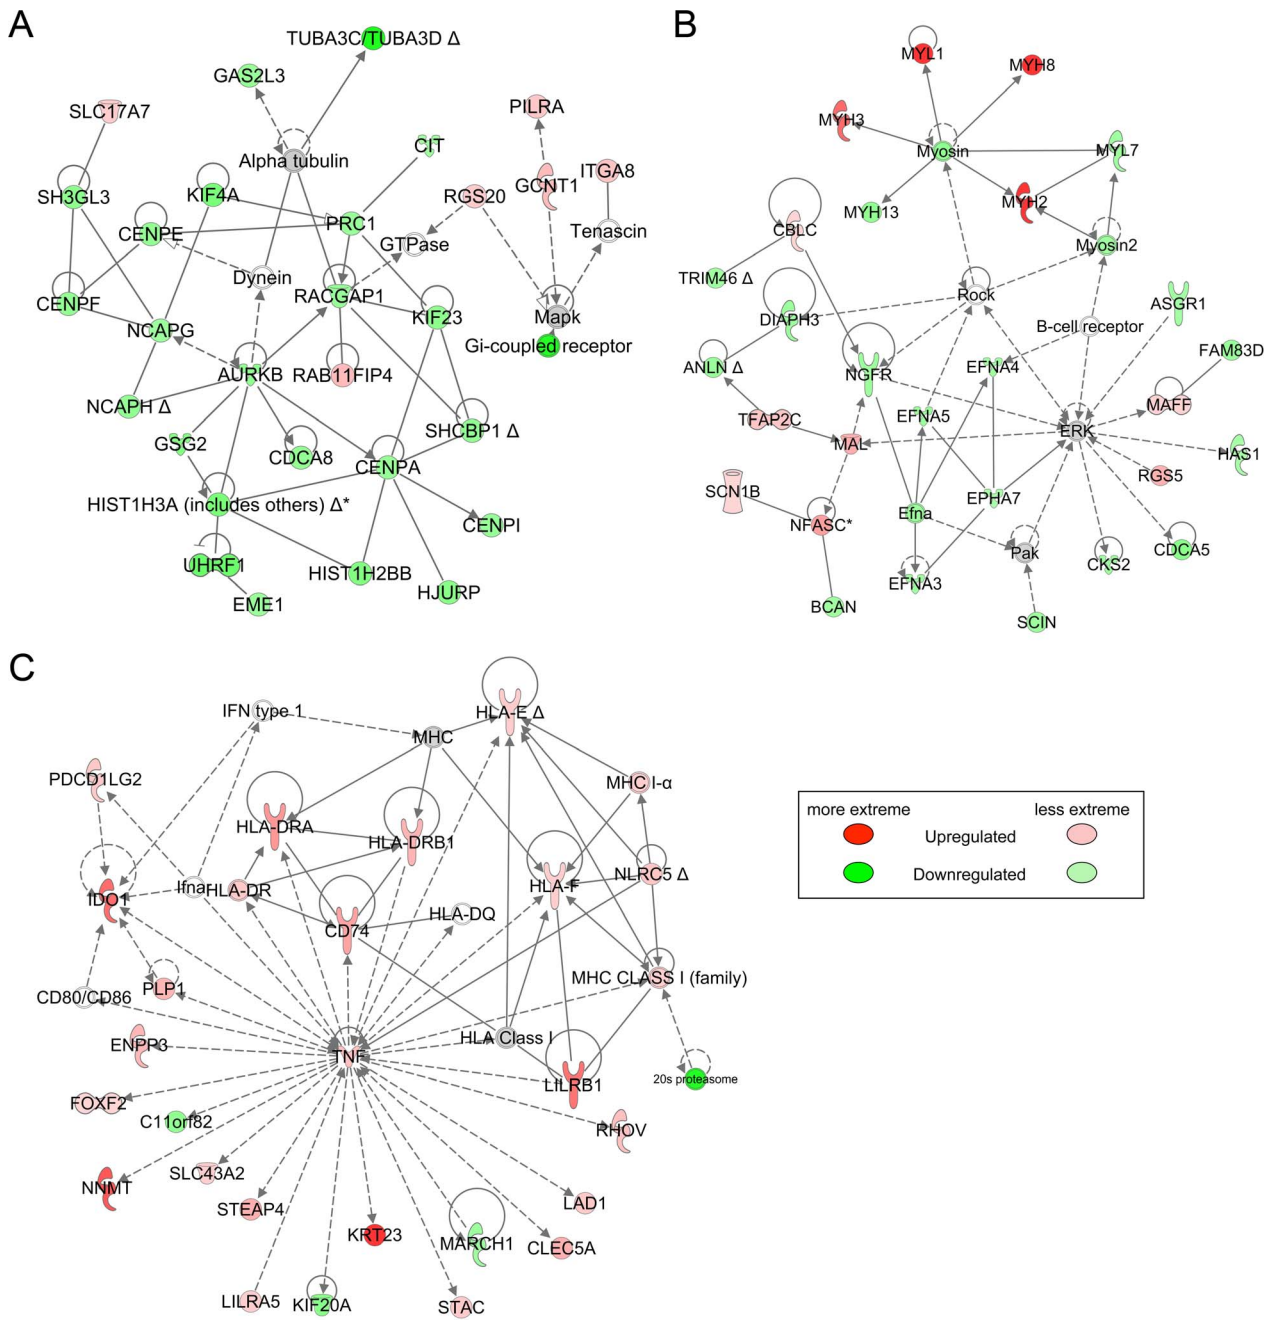 A
TUBA3C/TUBA3D Δ
GAS2L3
SLC17A7
PILRA
CIT
Alpha tubulin
ITGA8
GCNT1
SH3GL3
KIF4A
RGS20
PRC1
CENPE
GTPase
Tenascin
Dynein
RACGAP1
CENPF
KIF23
Mapk
NCAPG
Gi-coupled receptor
AURKB
RAB11FIP4
NCAPH Δ
SHCBP1 Δ
GSG2
CDCA8
CENPA
HIST1H3A (includes others) Δ*
CENPI
UHRF1
HIST1H2BB
HJURP
EME1
B
MYL1
MYH8
MYH3
Myosin
MYL7
MYH2
MYH13
CBLC
Myosin2
TRIM46 Δ
Rock
ASGR1
DIAPH3
B-cell receptor
FAM83D
ANLN Δ
NGFR
EFNA4
MAFF
TFAP2C
EFNA5
ERK
MAL
HAS1
RGS5
SCN1B
EPHA7
Efna
NFASC*
Pak
CDCA5
CKS2
EFNA3
BCAN
SCIN
C
IFN type 1
HLA-E Δ
MHC
PDCD1LG2
MHC I-α
HLA-DRA
HLA-DRB1
NLRC5 Δ
Ifna
HLA-DR
HLA-F
IDO1
HLA-DQ
CD74
MHC CLASS I (family)
PLP1
CD80/CD86
HLA Class I
ENPP3
TNF
20s proteasome
LILRB1
FOXF2
C11orf82
RHOV
SLC43A2
NNMT
LAD1
STEAP4
KRT23
MARCH1
CLEC5A
LILRA5
KIF20A
STAC
more extreme
less extreme
Upregulated
Downregulated